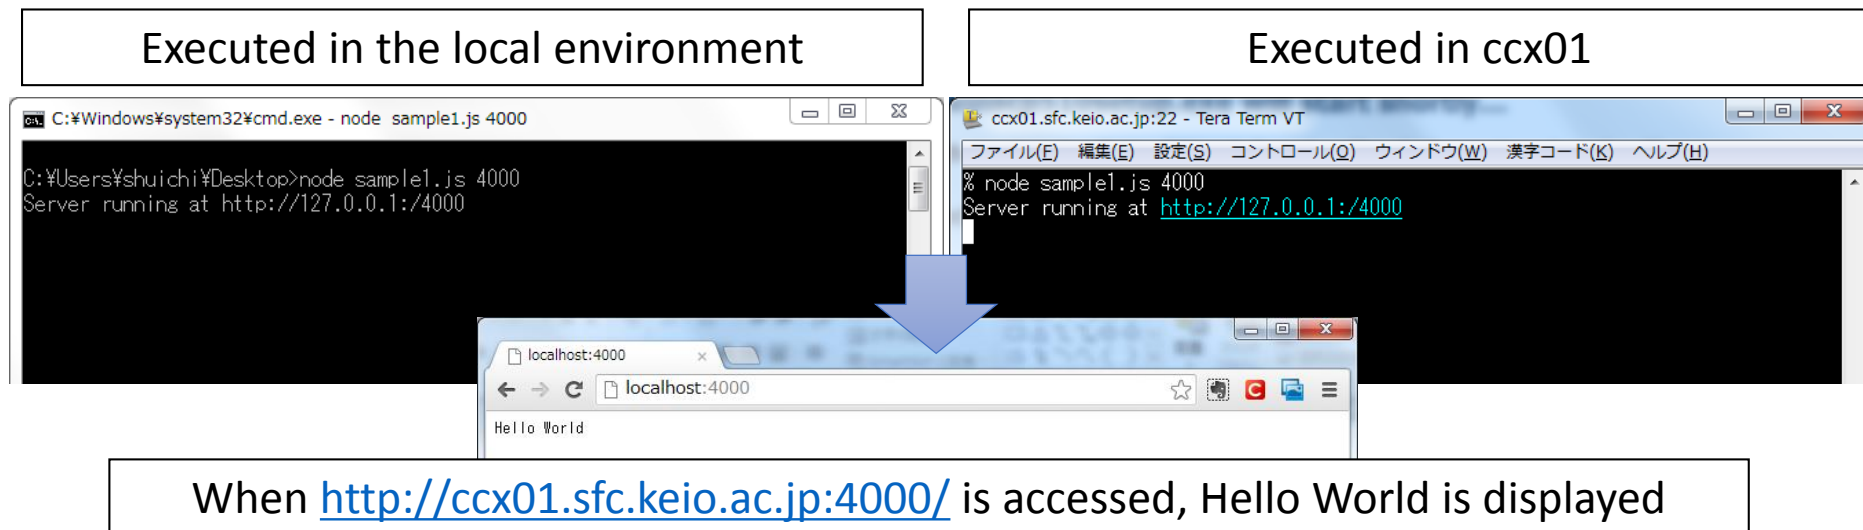 Executed in the local environment
Executed in ccx01
C:¥Windows¥system32¥cmd.exe - node sample1.js 4000
C:¥Users¥shuichi¥Desktop>node sample1.js 4000
Server running at http://127.0.0.1:/4000
ccx01.sfc.keio.ac.jp:22 - Tera Term VT
ファイル(F) 編集(E) 設定(S) コントロール(O) ウィンドウ(W) 漢字コード(K) ヘルプ(H)
% node sample1.js 4000
Server running at http://127.0.0.1:/4000
localhost:4000
localhost:4000
Hello World
When http://ccx01.sfc.keio.ac.jp:4000/ is accessed, Hello World is displayed